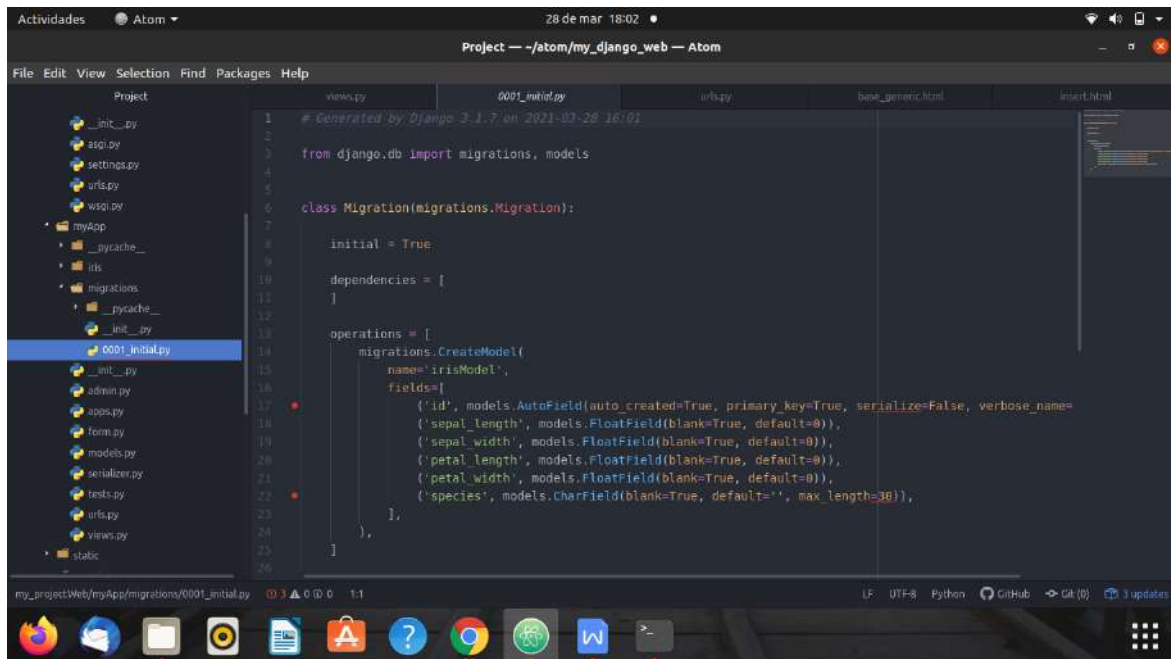 Actividades Atom 28 de mar 18:02
Project — ~/atom/my_django_web — Atom
File Edit View Selection Find Packages Help
Project views.py 0001_initial.py urls.py base_generic.html insert.html
__init__.py
asgi.py
settings.py
urls.py
wsgi.py
myApp
__pycache__
iris
migrations
__pycache__
__init__.py
0001_initial.py
__init__.py
admin.py
apps.py
form.py
models.py
serializer.py
tests.py
urls.py
views.py
static
1 # Generated by Django 3.1.7 on 2021-03-28 16:01
2
3 from django.db import migrations, models
4
5
6 class Migration(migrations.Migration):
7
8 initial = True
9
10 dependencies = [
11 ]
12
13 operations = [
14 migrations.CreateModel(
15 name='irisModel',
16 fields=[
17 ('id', models.AutoField(auto_created=True, primary_key=True, serialize=False, verbose_name=
18 ('sepal_length', models.FloatField(blank=True, default=0)),
19 ('sepal_width', models.FloatField(blank=True, default=0)),
20 ('petal_length', models.FloatField(blank=True, default=0)),
21 ('petal_width', models.FloatField(blank=True, default=0)),
22 ('species', models.CharField(blank=True, default='', max_length=30)),
23 ],
24 ),
25 ]
26
my_projectWeb/myApp/migrations/0001_initial.py 3 0 0 1:1 LF UTF-8 Python GitHub Git (0) 3 updates